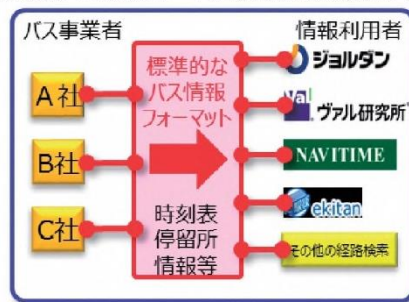 バス事業者
情報利用者
A社
B社
C社
標準的な
バス情報
フォーマット
時刻表
停留所
情報等
ジョルダン
Val
ヴァル研究所
NAVITIME
ekitan
その他の経路検索